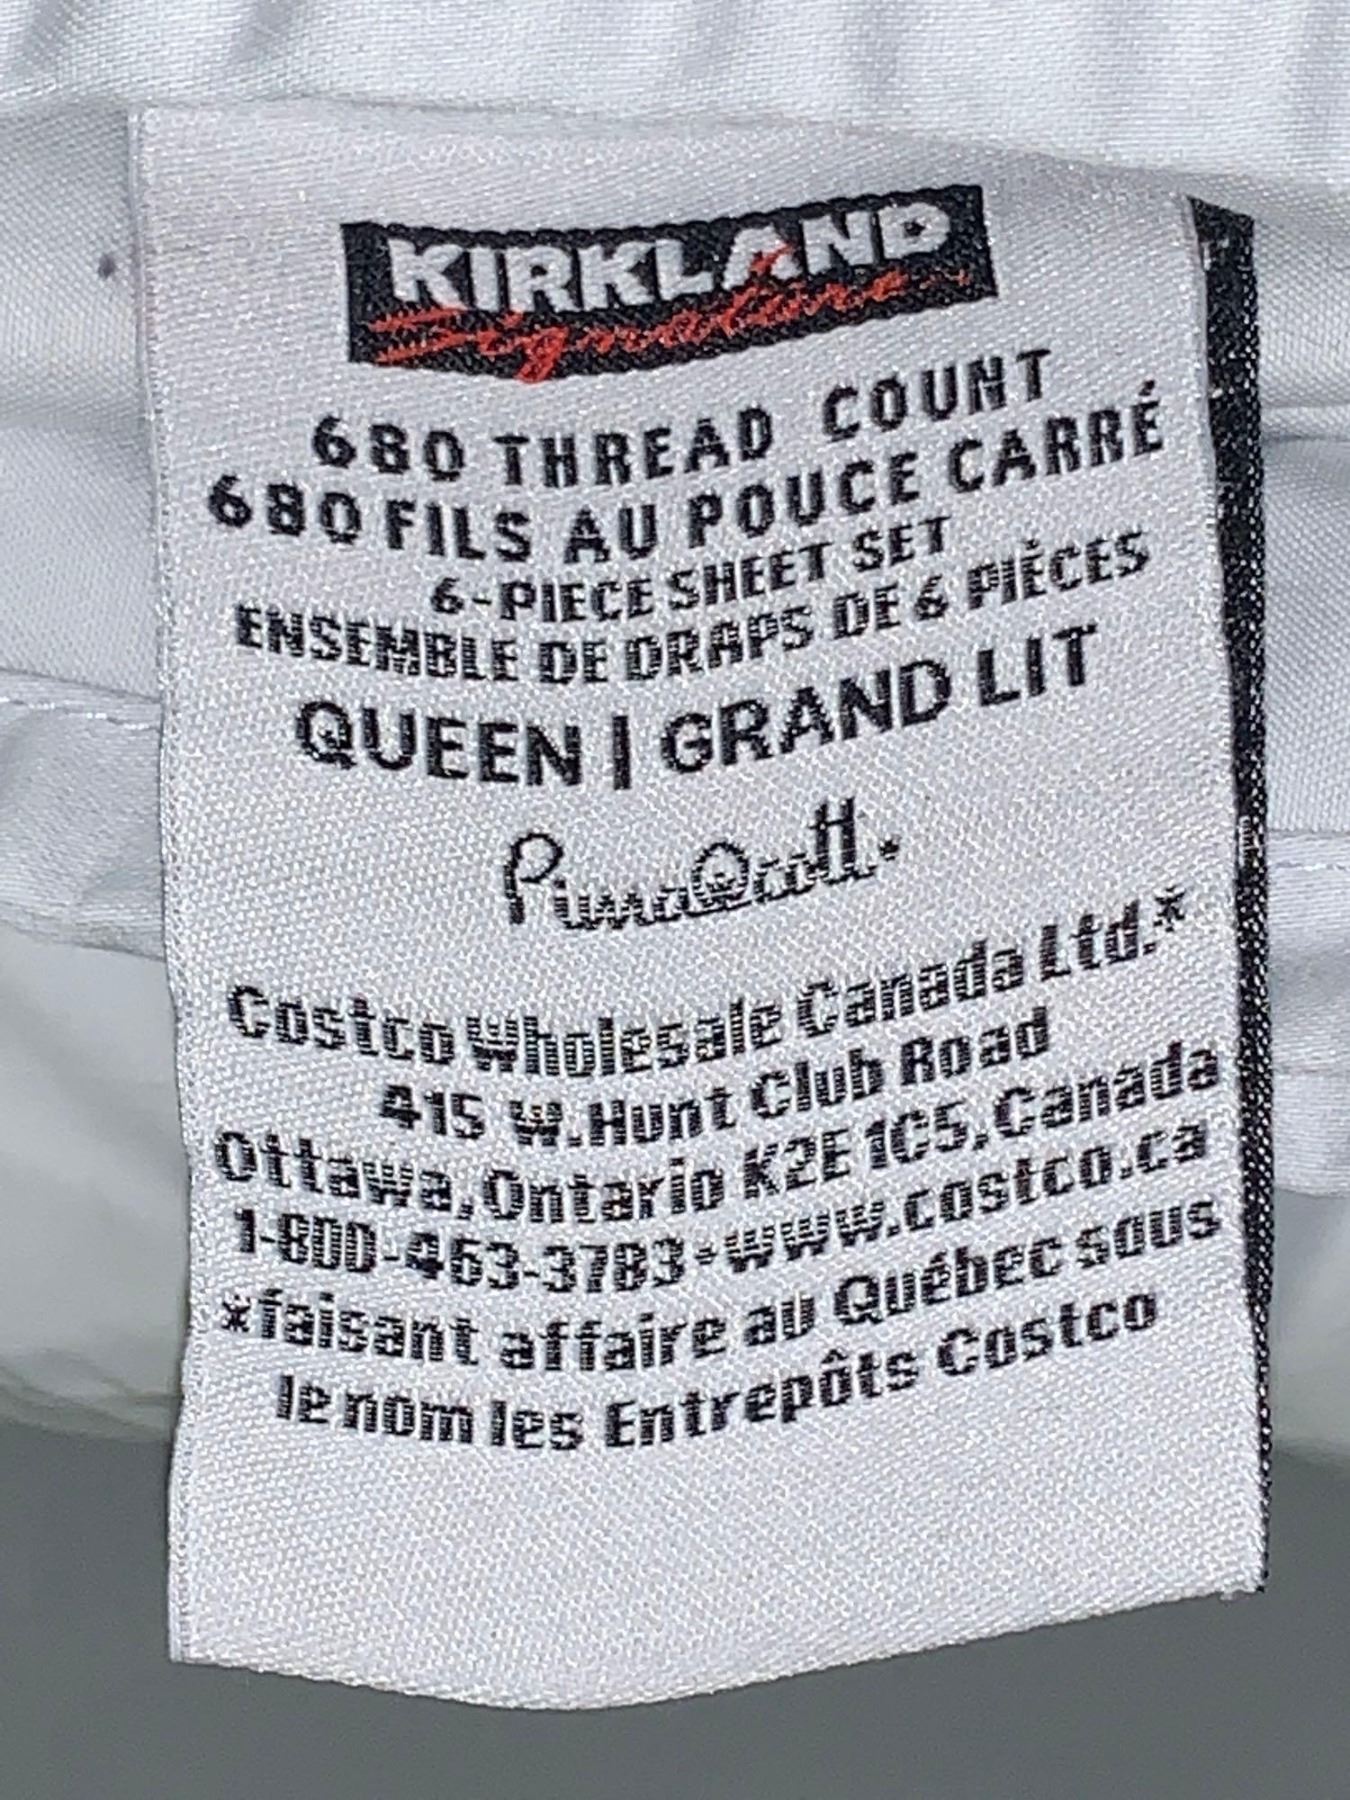 KIRKLAND
Signature
680 THREAD COUNT
680 FILS AU POUCE CARRÉ
6-PIECE SHEET SET
ENSEMBLE DE DRAPS DE 6 PIÈCES
QUEEN | GRAND LIT
PimaCott.
Costco Wholesale Canada Ltd.*
415 W. Hunt Club Road
Ottawa, Ontario K2E 1C5, Canada
1-800-463-3783 • www.costco.ca
*faisant affaire au Québec sous
le nom les Entrepôts Costco